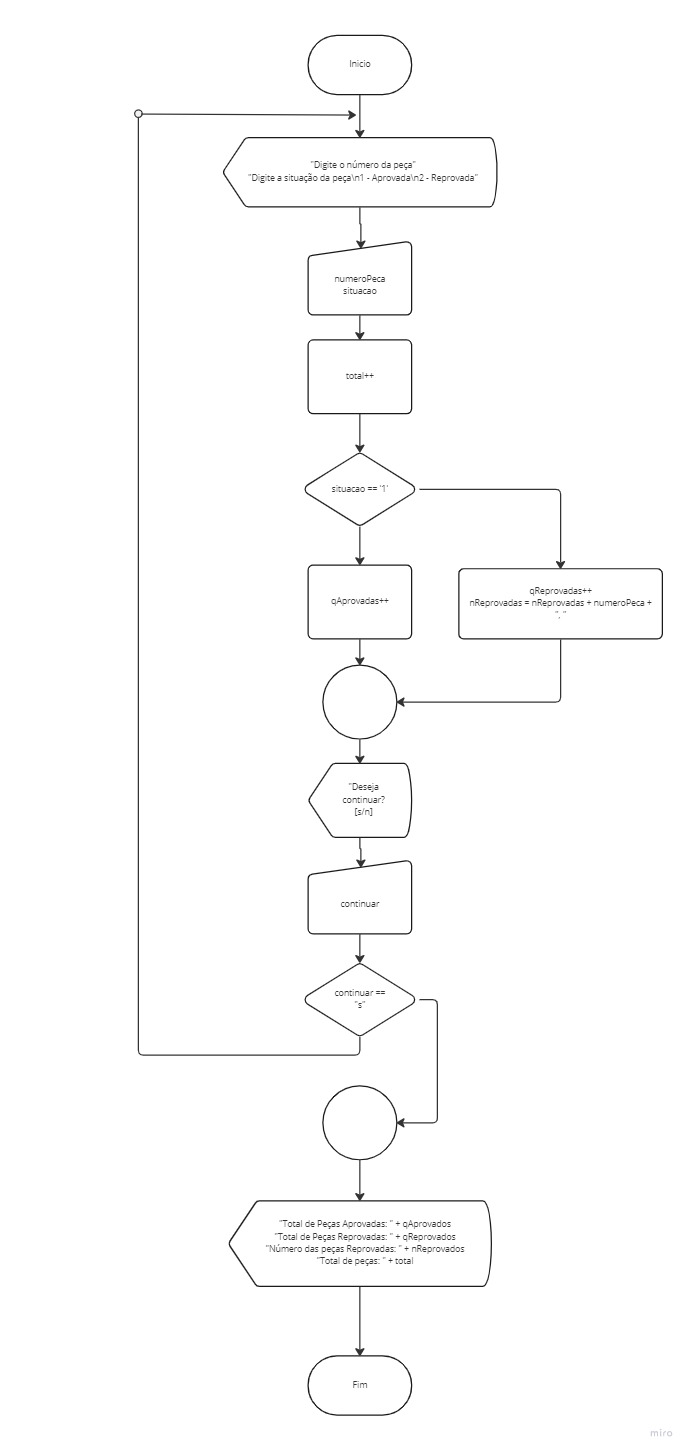 Inicio
"Digite o número da peça"
"Digite a situação da peça\n1 - Aprovada\n2 - Reprovada"
numeroPeca
situacao
total++
situacao == '1'
qAprovadas++
qReprovadas++
nReprovadas = nReprovadas + numeroPeca +
", "
"Deseja
continuar?
[s/n]
continuar
continuar ==
"s"
"Total de Peças Aprovadas: " + qAprovados
"Total de Peças Reprovadas: " + qReprovados
"Número das peças Reprovadas: " + nReprovados
"Total de peças: " + total
Fim
miro